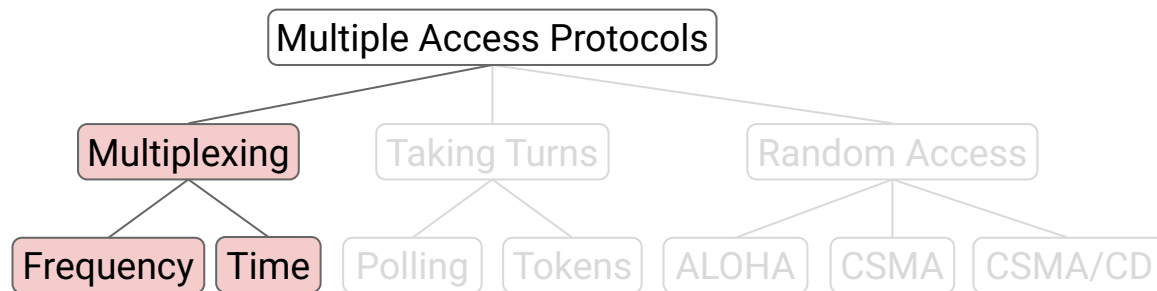 Multiple Access Protocols
Multiplexing
Taking Turns
Random Access
Frequency
Time
Polling
Tokens
ALOHA
CSMA
CSMA/CD